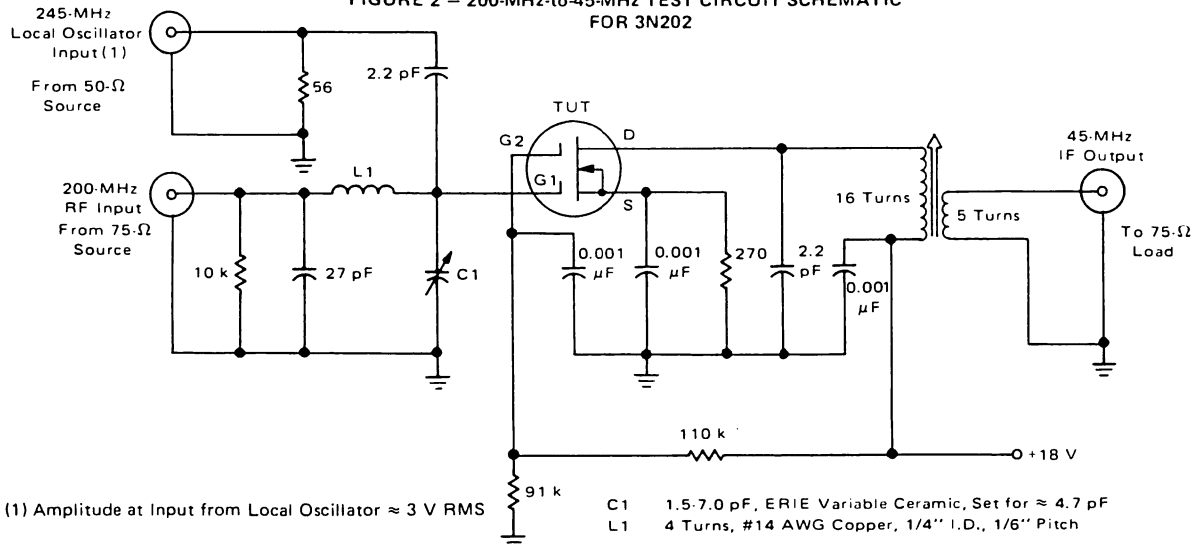 FIGURE 2 – 200-MHz-to-45-MHz TEST CIRCUIT SCHEMATIC
FOR 3N202
245-MHz
Local Oscillator
Input (1)
From 50-Ω
Source
56
2.2 pF
TUT
G2
D
G1
S
L1
200-MHz
RF Input
From 75-Ω
Source
10 k
27 pF
C1
0.001
μF
0.001
μF
270
2.2
pF
0.001
μF
16 Turns
5 Turns
45-MHz
IF Output
To 75-Ω
Load
110 k
+18 V
91 k
(1) Amplitude at Input from Local Oscillator ≈ 3 V RMS
C1 1.5-7.0 pF, ERIE Variable Ceramic, Set for ≈ 4.7 pF
L1 4 Turns, #14 AWG Copper, 1/4'' I.D., 1/6'' Pitch